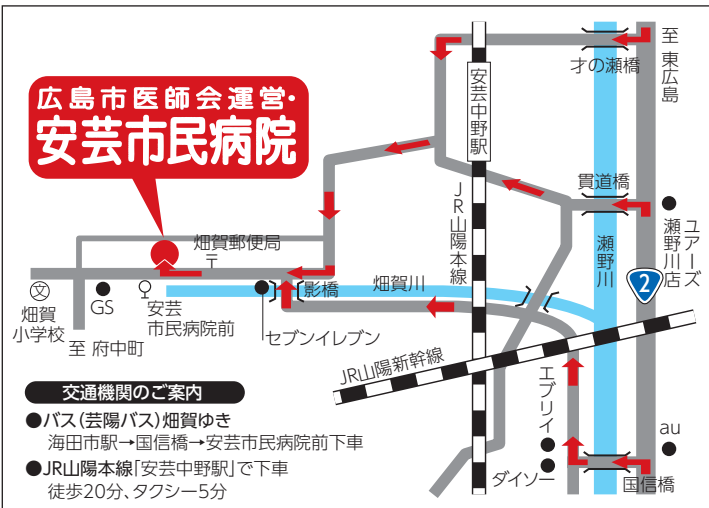 至 東広島
才の瀬橋
安芸中野駅
広島市医師会運営・
安芸市民病院
貫道橋
JR山陽本線
瀬野川
ユアーズ
瀬野川店
2
畑賀郵便局
〒
畑賀川
影橋
文
畑賀
小学校
GS
安芸
市民病院前
セブンイレブン
至 府中町
JR山陽新幹線
エブリイ
au
ダイソー
国信橋
交通機関のご案内
●バス(芸陽バス)畑賀ゆき
海田市駅→国信橋→安芸市民病院前下車
●JR山陽本線「安芸中野駅」で下車
徒歩20分、タクシー5分